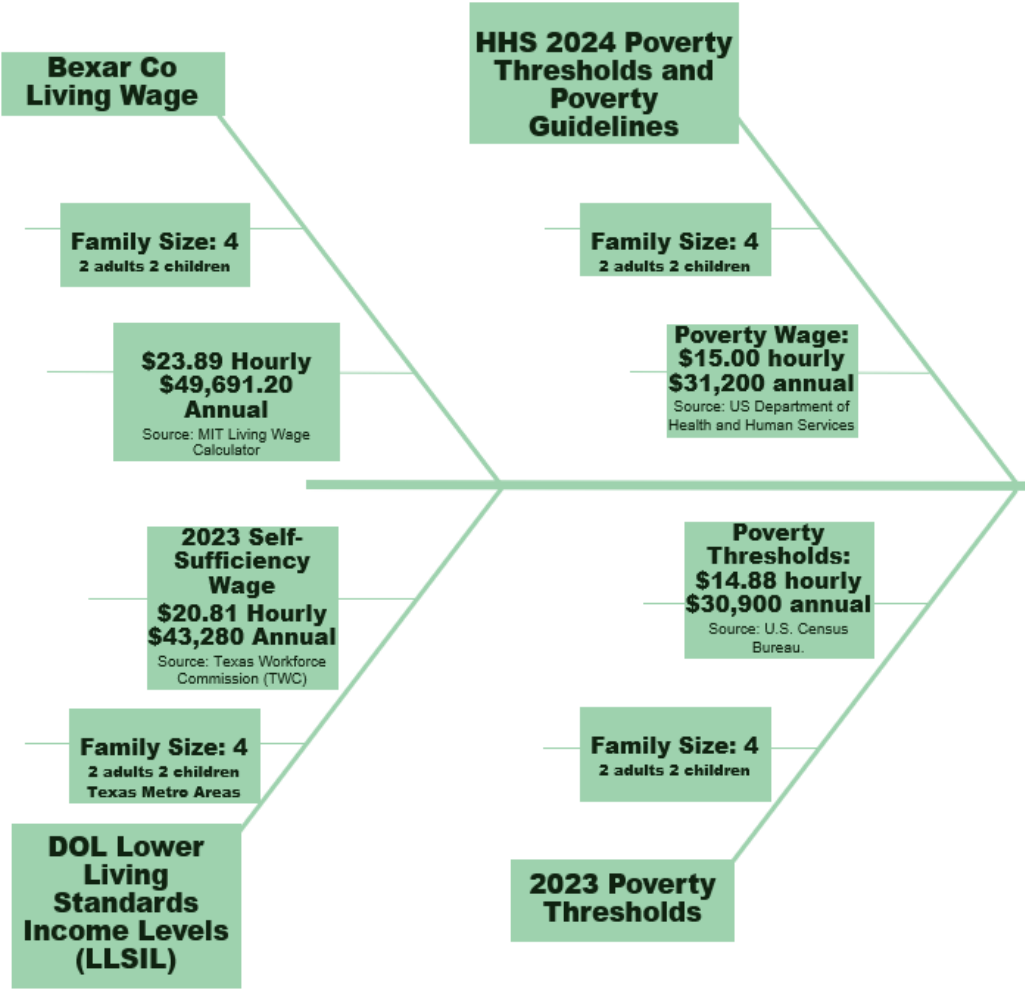 Bexar Co
Living Wage
Family Size: 4
2 adults 2 children
$23.89 Hourly
$49,691.20
Annual
Source: MIT Living Wage
Calculator
HHS 2024 Poverty
Thresholds and
Poverty
Guidelines
Family Size: 4
2 adults 2 children
Poverty Wage:
$15.00 hourly
$31,200 annual
Source: US Department of
Health and Human Services
2023 Self-
Sufficiency
Wage
$20.81 Hourly
$43,280 Annual
Source: Texas Workforce
Commission (TWC)
Family Size: 4
2 adults 2 children
Texas Metro Areas
DOL Lower
Living
Standards
Income Levels
(LLSIL)
Poverty
Thresholds:
$14.88 hourly
$30,900 annual
Source: U.S. Census
Bureau.
Family Size: 4
2 adults 2 children
2023 Poverty
Thresholds